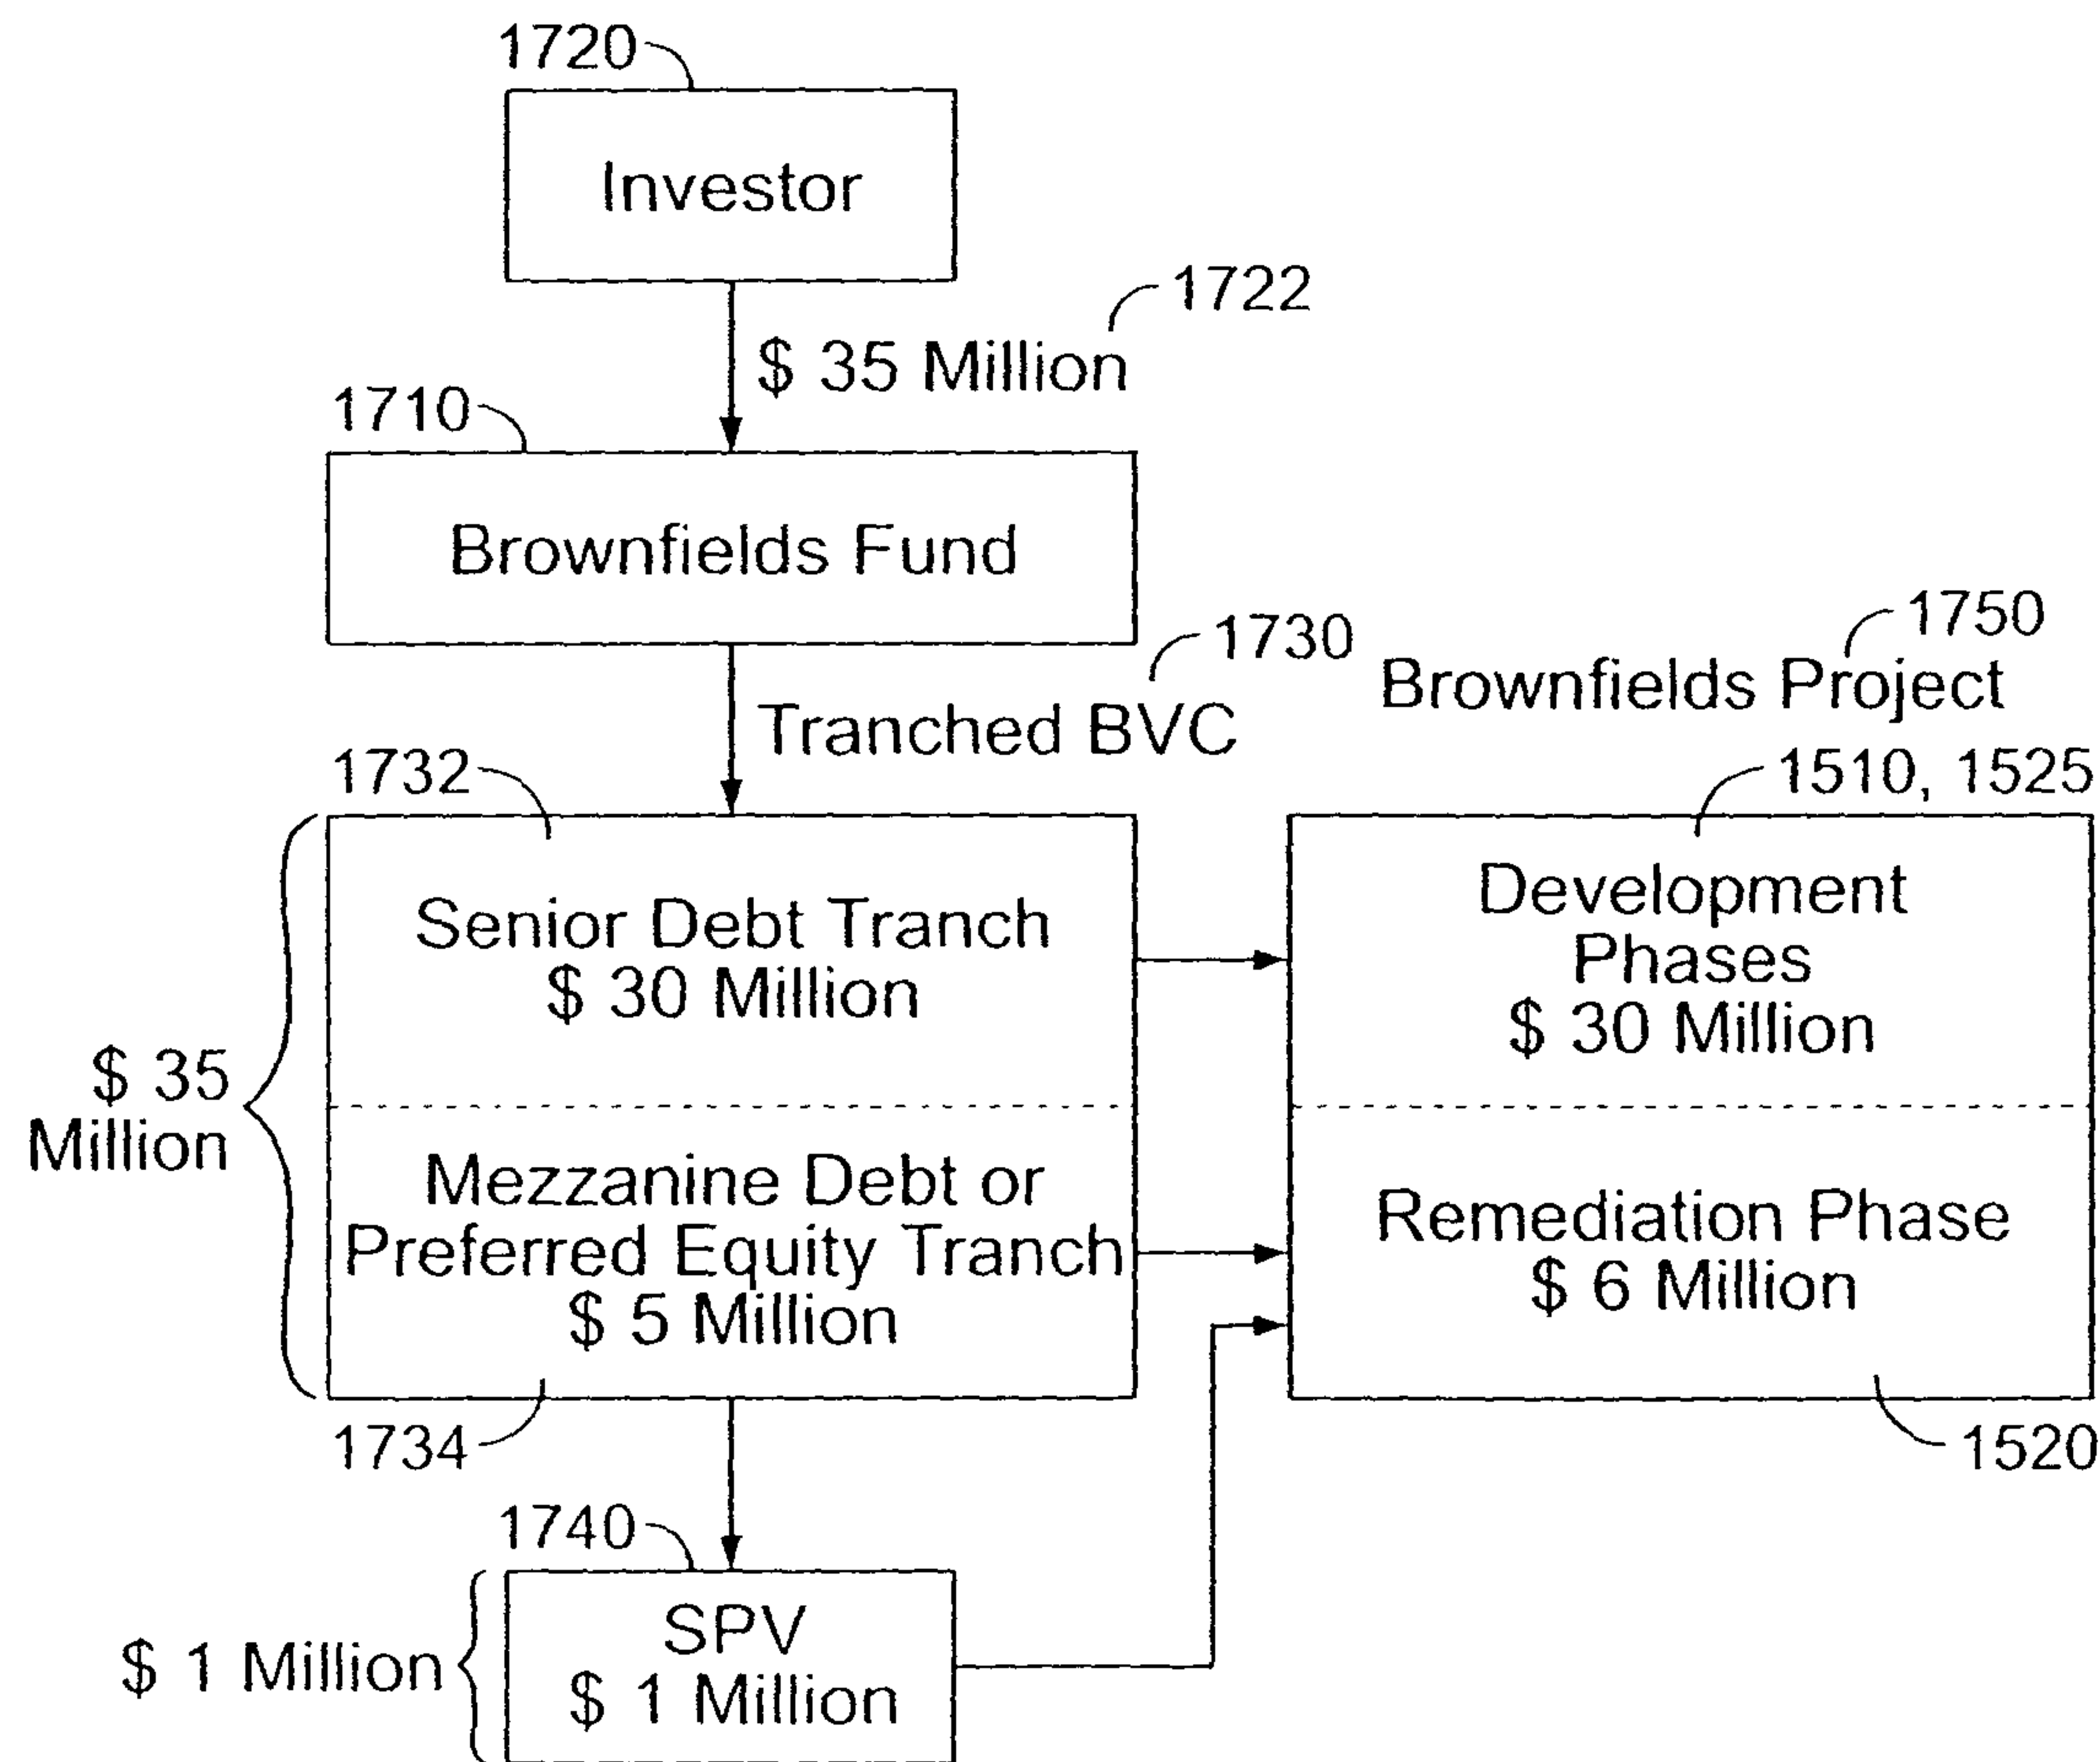 1720
Investor
1722
$ 35 Million
1710
Brownfields Fund
1730
Tranched BVC
1750
Brownfields Project
1732
1510, 1525
Senior Debt Tranch
$ 30 Million
Development
Phases
$ 30 Million
$ 35
Million
Mezzanine Debt or
Preferred Equity Tranch
$ 5 Million
Remediation Phase
$ 6 Million
1734
1520
1740
SPV
$ 1 Million
$ 1 Million